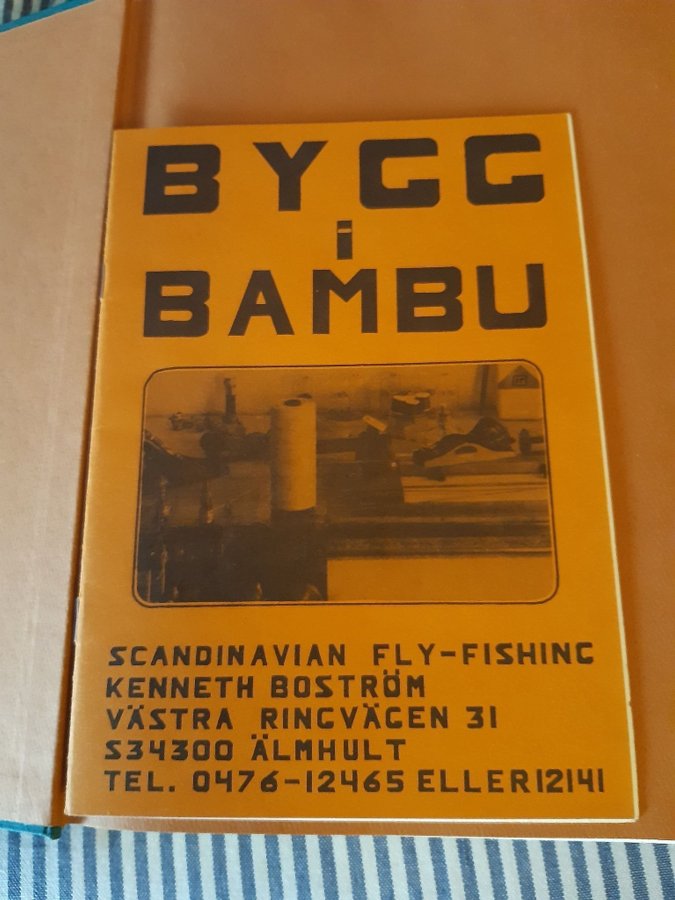 BYGG
i
BAMBU
SCANDINAVIAN FLY-FISHING
KENNETH BOSTRÖM
VÄSTRA RINGVÄGEN 31
S34300 ÄLMHULT
TEL. 0476-12465 ELLER 12141